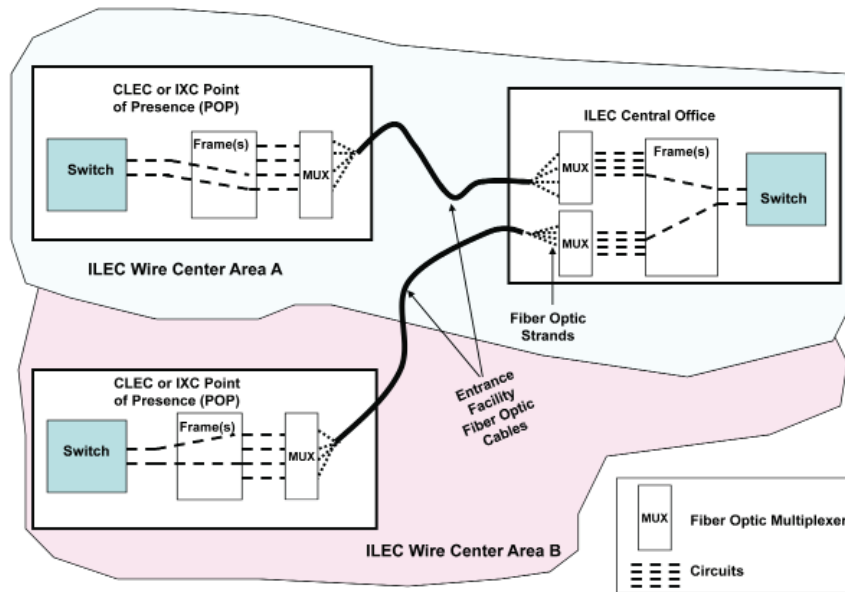 CLEC or IXC Point
of Presence (POP)
Switch
Frame(s)
MUX
ILEC Central Office
MUX
Frame(s)
Switch
MUX
ILEC Wire Center Area A
Fiber Optic
Strands
Entrance
Facility
Fiber Optic
Cables
CLEC or IXC Point
of Presence (POP)
Switch
Frame(s)
MUX
ILEC Wire Center Area B
MUX
Fiber Optic Multiplexer
Circuits